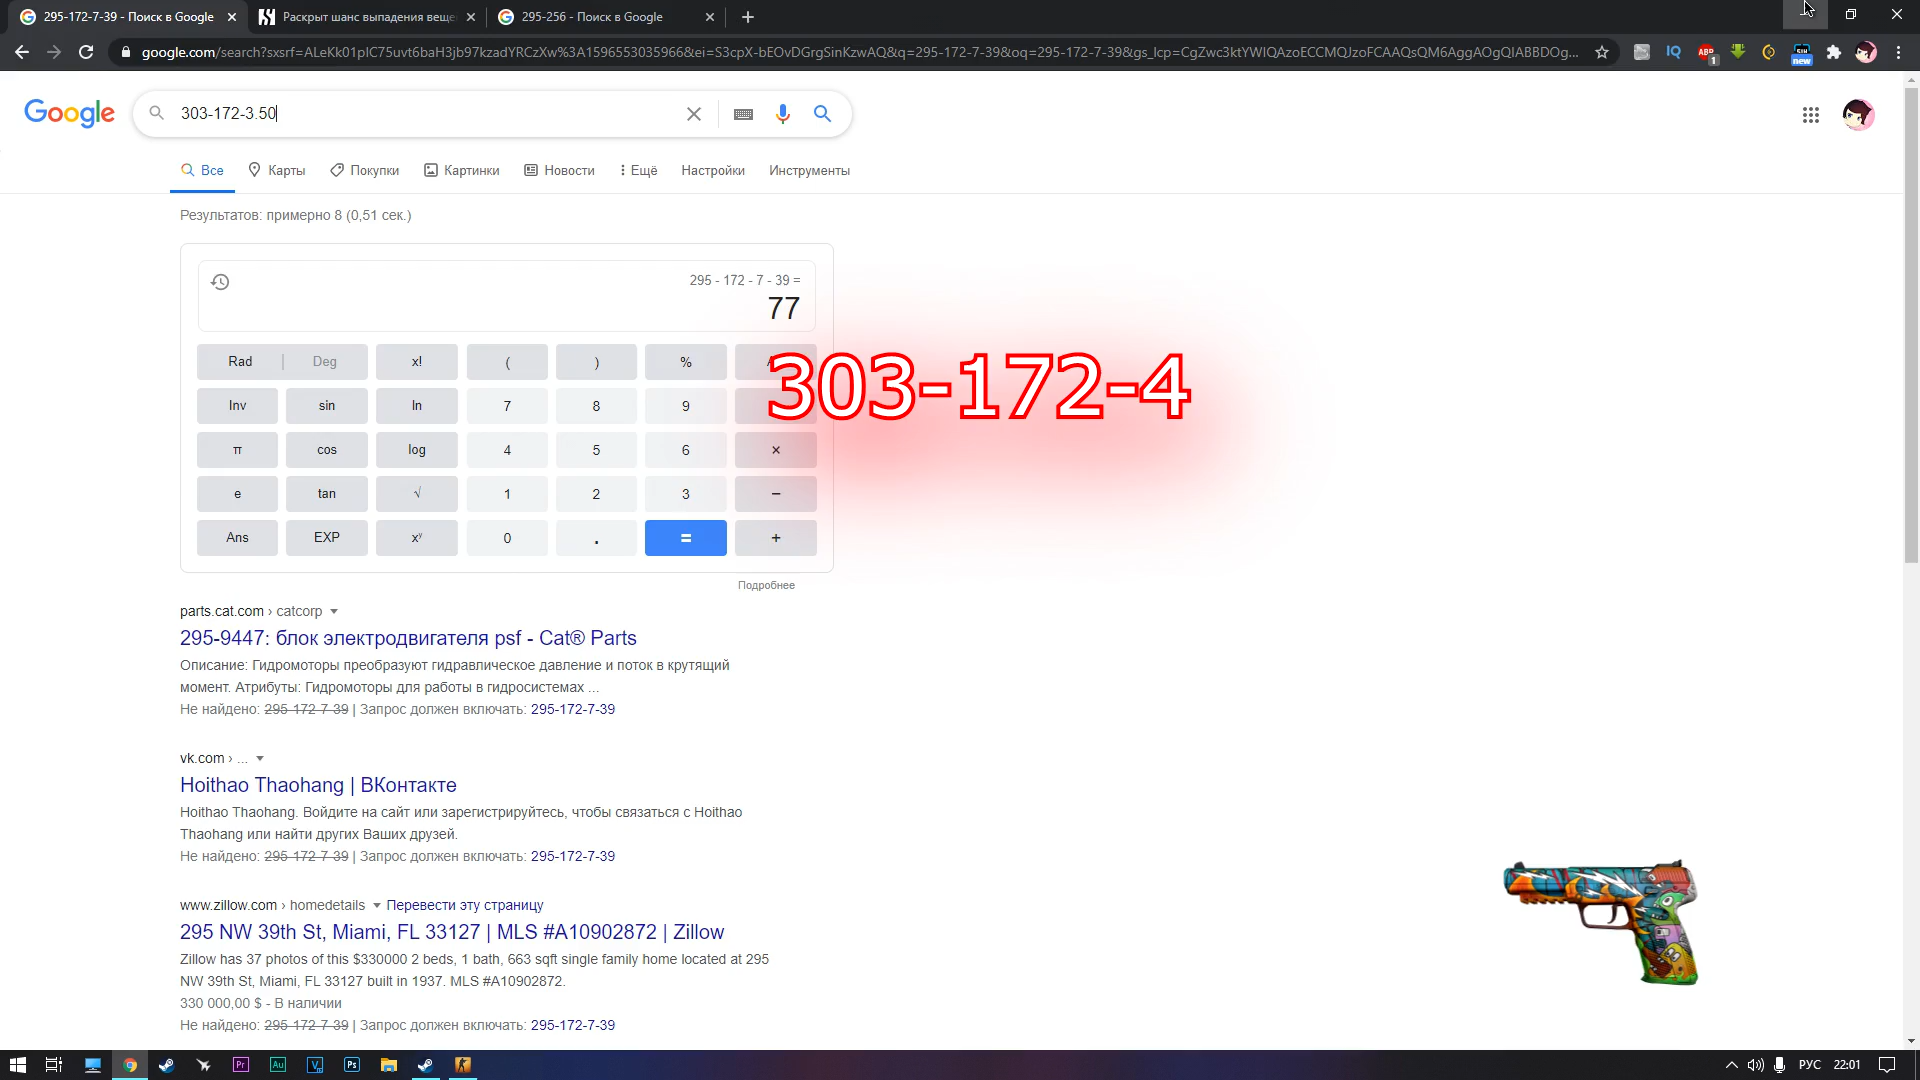 295-172-7-39 - Поиск в Google
Раскрыт шанс выпадения веще
295-256 - Поиск в Google
google.com/search?sxsrf=ALeKk01pIC75uvt6baH3jb97kzadYRCzXw%3A1596553035966&ei=S3cpX-bEOvDGrgSinKzwAQ&q=295-172-7-39&oq=295-172-7-39&gs_lcp=CgZwc3ktYWIQAzoECCMQJzoFCAAQsQM6AggAOgQIABBDOg...
IQ
ABP
1
new
Google
303-172-3.50
Все
Карты
Покупки
Картинки
Новости
Ещё
Настройки
Инструменты
Результатов: примерно 8 (0,51 сек.)
295 - 172 - 7 - 39 =
77
Rad | Deg x! ( ) %
Inv sin ln 7 8 9
303-172-4
π cos log 4 5 6 ×
e tan √ 1 2 3 −
Ans EXP xʸ 0 . = +
Подробнее
parts.cat.com › catcorp
295-9447: блок электродвигателя psf - Cat® Parts
Описание: Гидромоторы преобразуют гидравлическое давление и поток в крутящий
момент. Атрибуты: Гидромоторы для работы в гидросистемах ...
Не найдено: 295-172-7-39 | Запрос должен включать: 295-172-7-39
vk.com › ...
Hoithao Thaohang | ВКонтакте
Hoithao Thaohang. Войдите на сайт или зарегистрируйтесь, чтобы связаться с Hoithao
Thaohang или найти других Ваших друзей.
Не найдено: 295-172-7-39 | Запрос должен включать: 295-172-7-39
www.zillow.com › homedetails
Перевести эту страницу
295 NW 39th St, Miami, FL 33127 | MLS #A10902872 | Zillow
Zillow has 37 photos of this $330000 2 beds, 1 bath, 663 sqft single family home located at 295
NW 39th St, Miami, FL 33127 built in 1937. MLS #A10902872.
330 000,00 $ - В наличии
Не найдено: 295-172-7-39 | Запрос должен включать: 295-172-7-39
Pr
Au
Ps
РУС
22:01